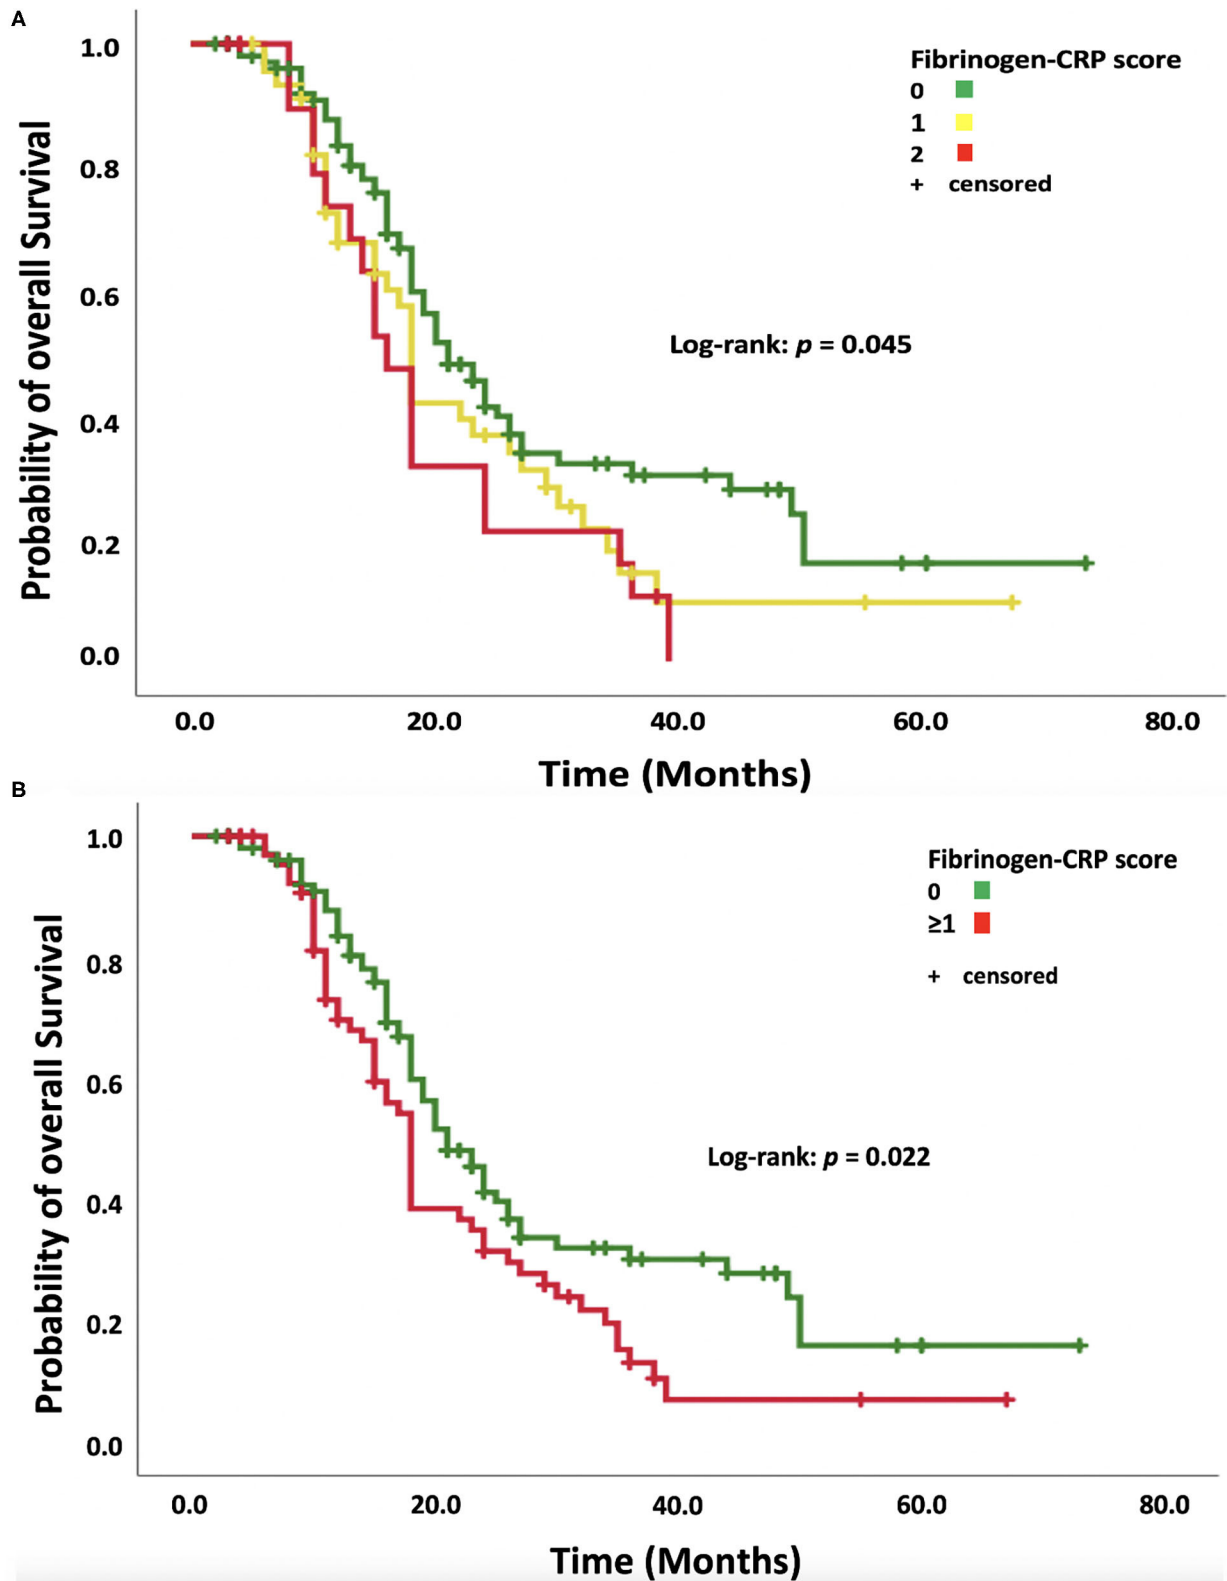 A
Fibrinogen-CRP score
0
1
2
+ censored
Log-rank: p = 0.045
Probability of overall Survival
1.0
0.8
0.6
0.4
0.2
0.0
0.0 20.0 40.0 60.0 80.0
Time (Months)
B
Fibrinogen-CRP score
0
≥1
+ censored
Log-rank: p = 0.022
Probability of overall Survival
1.0
0.8
0.6
0.4
0.2
0.0
0.0 20.0 40.0 60.0 80.0
Time (Months)